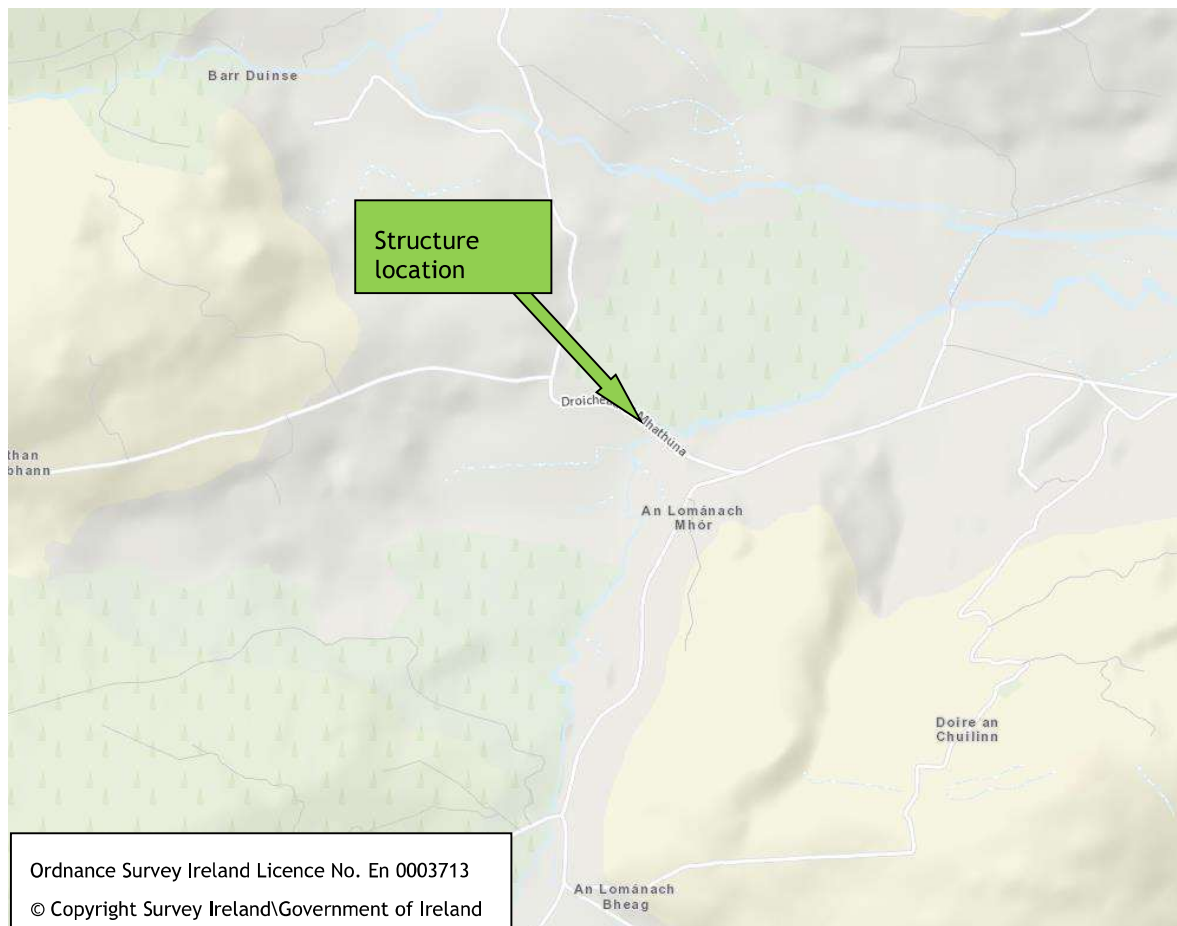 Barr Duinse
Structure
location
Mhathúna
An Lománach
Mhór
Doire an
Chuilinn
An Lománach
Bheag
Ordnance Survey Ireland Licence No. En 0003713
© Copyright Survey Ireland\Government of Ireland